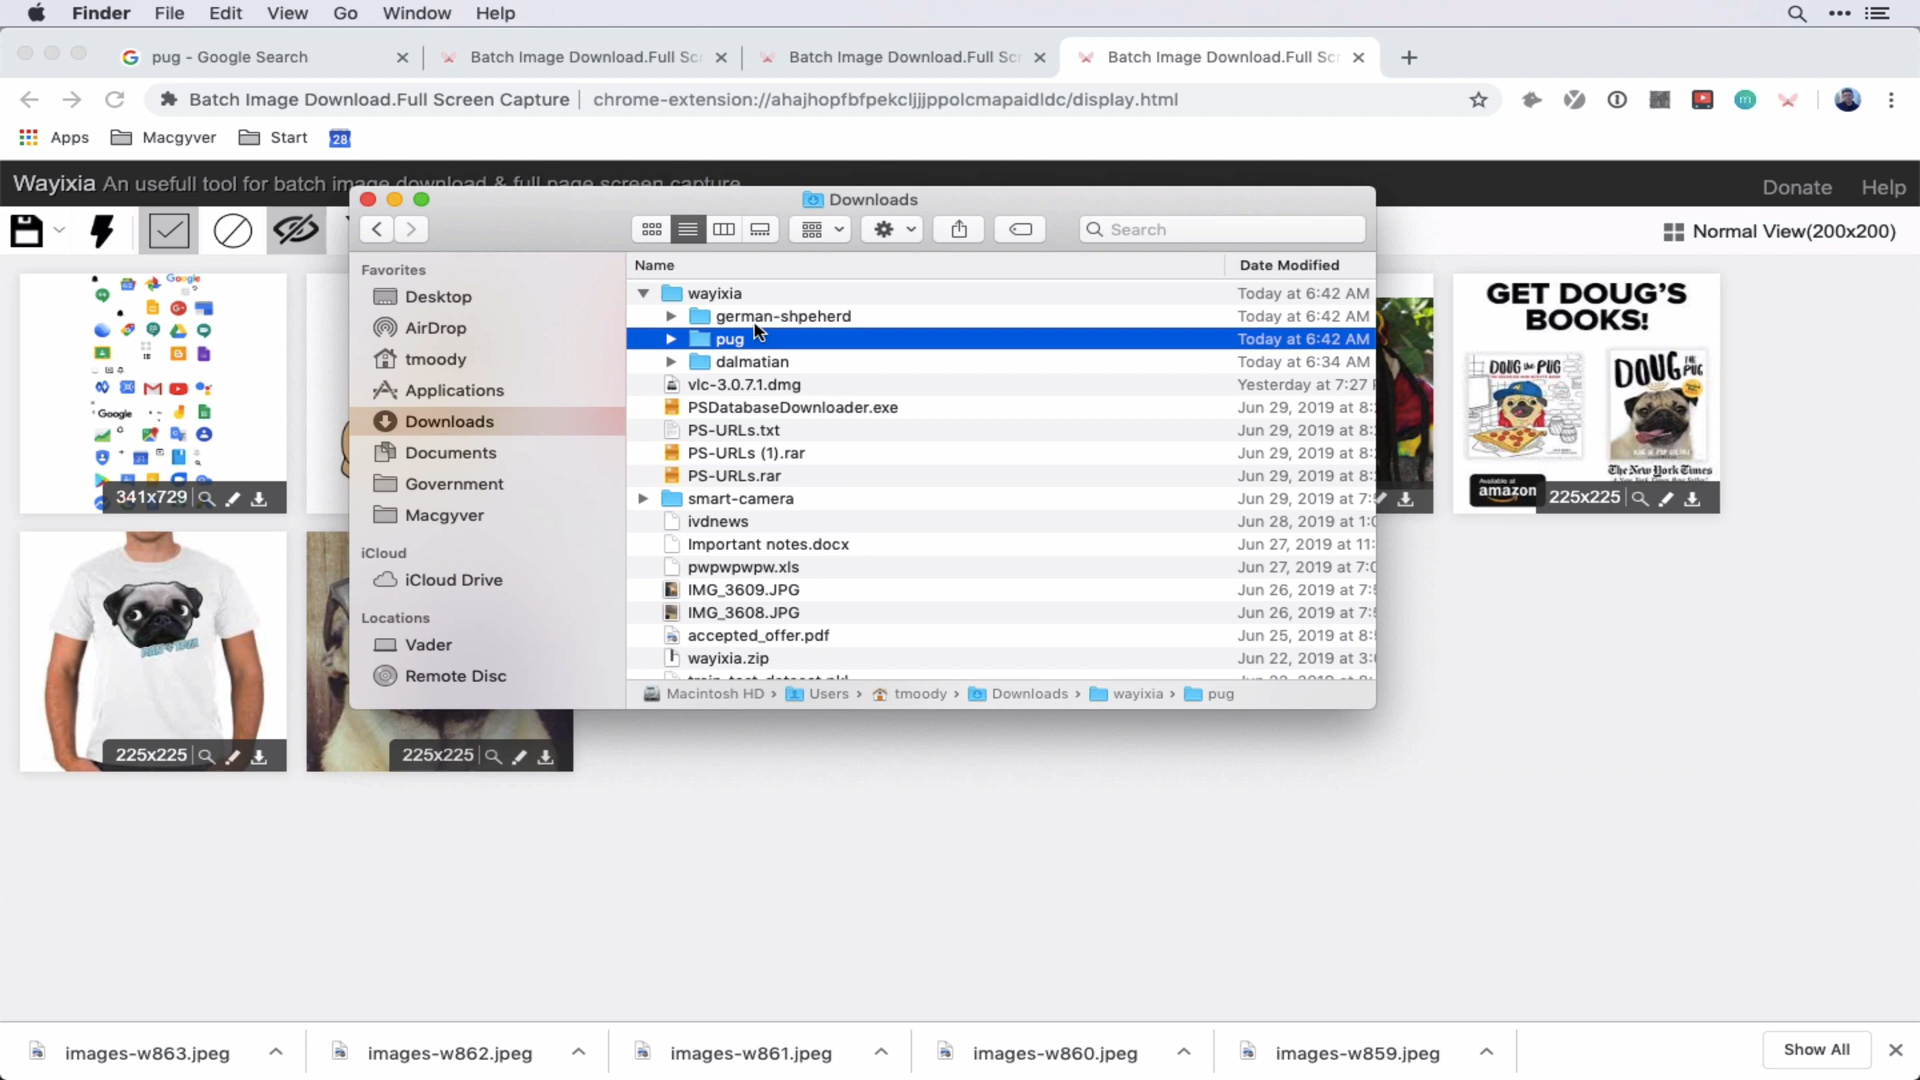 Finder File Edit View Go Window Help
pug - Google Search
Batch Image Download.Full Scr
Batch Image Download.Full Scr
Batch Image Download.Full Scr
Batch Image Download.Full Screen Capture | chrome-extension://ahajhopfbfpekcljjjppolcmapaidldc/display.html
Apps Macgyver Start 28
Wayixia An usefull tool for batch image download & full page screen capture
Donate Help
Normal View(200x200)
Downloads
Search
Favorites
Desktop
AirDrop
tmoody
Applications
Downloads
Documents
Government
Macgyver
iCloud
iCloud Drive
Locations
Vader
Remote Disc
Name Date Modified
wayixia Today at 6:42 AM
german-shpeherd Today at 6:42 AM
pug Today at 6:42 AM
dalmatian Today at 6:34 AM
vlc-3.0.7.1.dmg Yesterday at 7:27
PSDatabaseDownloader.exe Jun 29, 2019 at 8:
PS-URLs.txt Jun 29, 2019 at 8:
PS-URLs (1).rar Jun 29, 2019 at 8:
PS-URLs.rar Jun 29, 2019 at 8:
smart-camera Jun 29, 2019 at 7:
ivdnews Jun 28, 2019 at 1:0
Important notes.docx Jun 27, 2019 at 11:
pwpwpwpw.xls Jun 27, 2019 at 7:0
IMG_3609.JPG Jun 26, 2019 at 7:
IMG_3608.JPG Jun 26, 2019 at 7:
accepted_offer.pdf Jun 25, 2019 at 8:
wayixia.zip Jun 22, 2019 at 3:
Macintosh HD › Users › tmoody › Downloads › wayixia › pug
Google
Google
341x729
GET DOUG'S
BOOKS!
DOUG the PUG
DOUG THE PUG
The New York Times
Available at
amazon
225x225
225x225
225x225
images-w863.jpeg
images-w862.jpeg
images-w861.jpeg
images-w860.jpeg
images-w859.jpeg
Show All